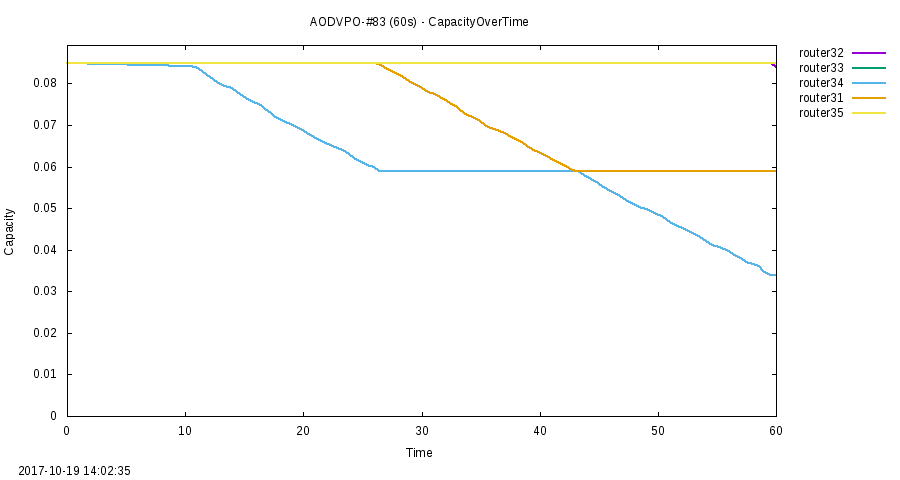 AODVPO-#83 (60s) - CapacityOverTime
router32
router33
router34
router31
router35
0.08
0.07
0.06
0.05
0.04
0.03
0.02
0.01
0
Capacity
0 10 20 30 40 50 60
Time
2017-10-19 14:02:35